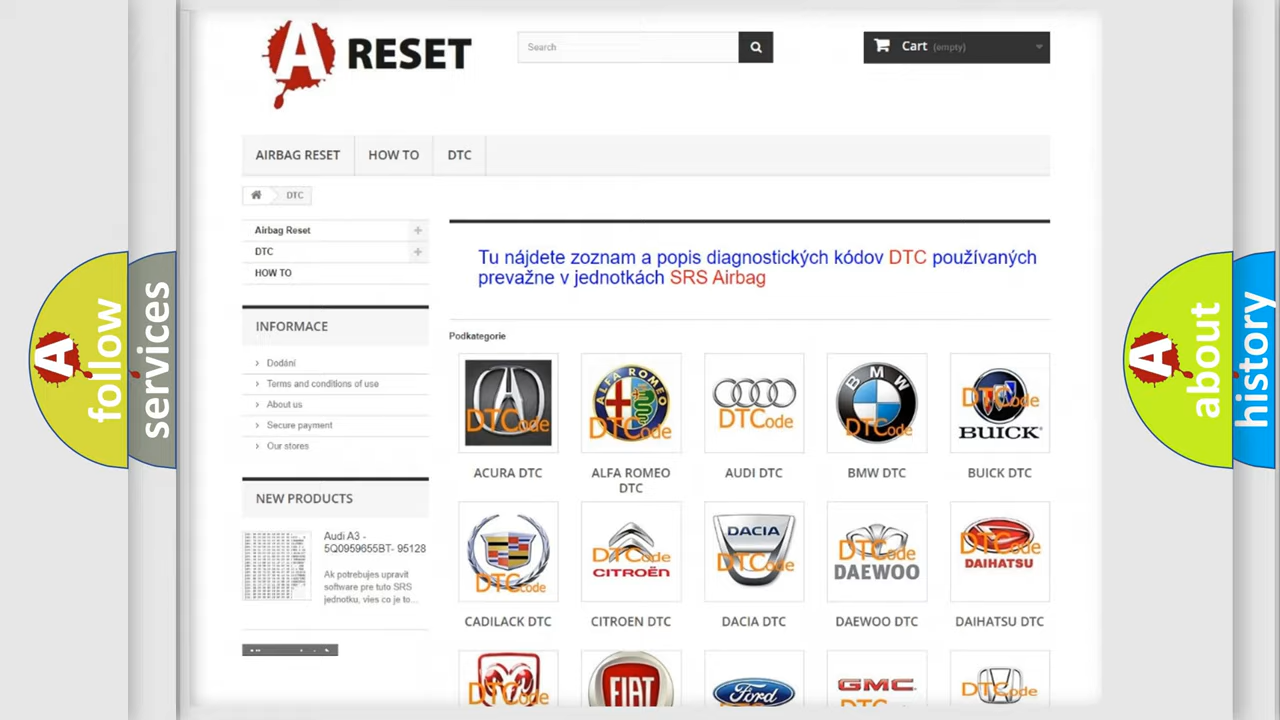 A RESET
Search
Cart (empty)
AIRBAG RESET
HOW TO
DTC
DTC
Airbag Reset
DTC
HOW TO
INFORMACE
Dodání
Terms and conditions of use
About us
Secure payment
Our stores
NEW PRODUCTS
Audi A3 -
5Q0959655BT- 95128
Ak potrebujes upravit
software pre tuto SRS
jednotku, vies co je to...
Tu nájdete zoznam a popis diagnostických kódov DTC používaných
prevažne v jednotkách SRS Airbag
Podkategorie
DTCode
ALFA ROMEO
DTCode
DTCode
BMW
DTCode
DTCode
BUICK
ACURA DTC
ALFA ROMEO
DTC
AUDI DTC
BMW DTC
BUICK DTC
DTCode
DTCode
CITROËN
DACIA
DTCode
DTCode
DAEWOO
DTCode
DAIHATSU
CADILACK DTC
CITROEN DTC
DACIA DTC
DAEWOO DTC
DAIHATSU DTC
DTCode
FIAT
Ford
GMC
DTCode
A
follow
services
A
about
history